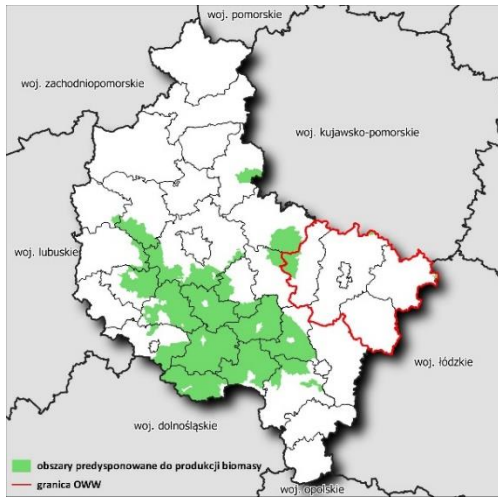 woj. pomorskie
woj. zachodniopomorskie
woj. kujawsko-pomorskie
woj. lubuskie
woj. łódzkie
woj. dolnośląskie
obszary predysponowane do produkcji biomasy
granica OWW
woj. opolskie